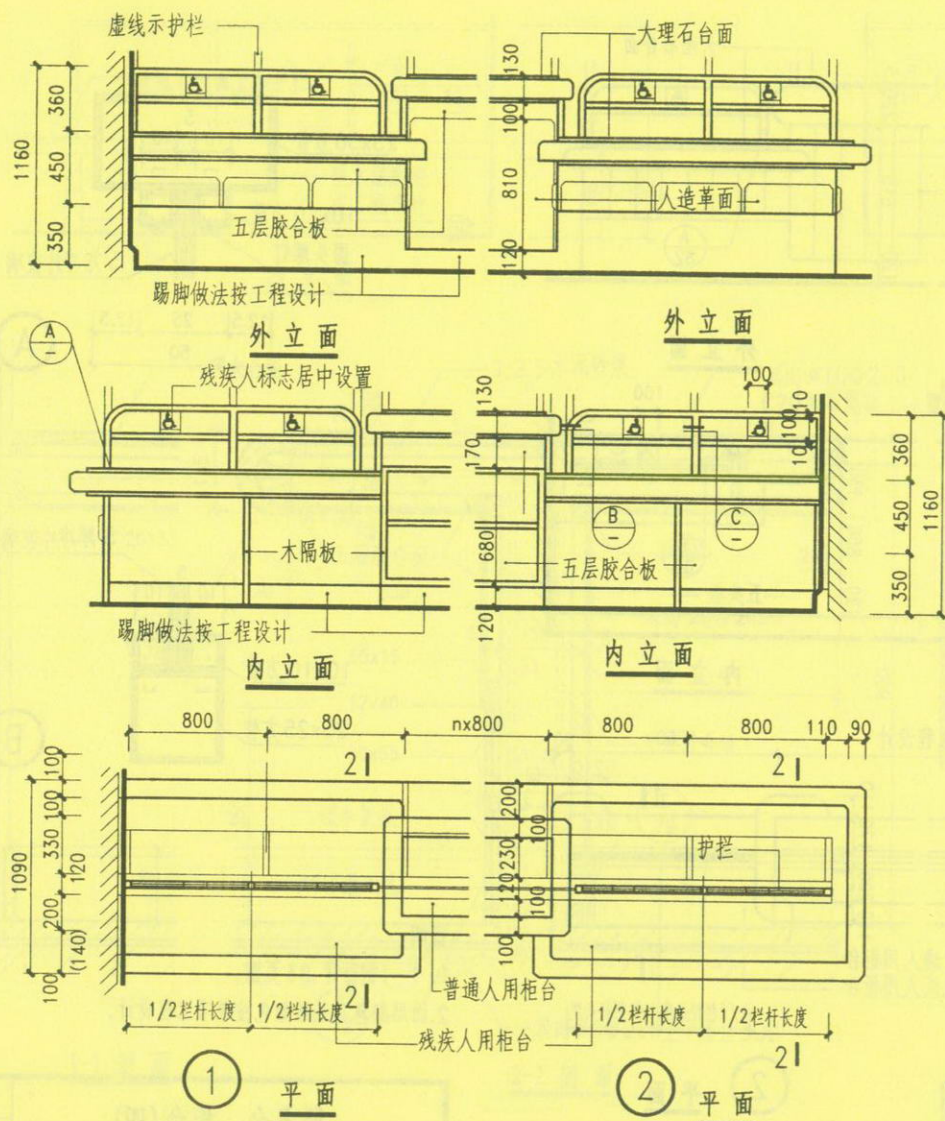 虚线示护栏
大理石台面
130
100
810
120
360
450
350
1160
五层胶合板
人造革面
踢脚做法按工程设计
外立面
外立面
A
-
残疾人标志居中设置
100
130
170
680
120
10
100
10
360
450
350
1160
B
-
C
-
木隔板
五层胶合板
踢脚做法按工程设计
内立面
内立面
800
800
nx800
800
800
110
90
2
2
100
100
330
120
200
(140)
100
1090
200
100
230
120
100
100
护栏
普通人用柜台
2
2
1/2栏杆长度
1/2栏杆长度
1/2栏杆长度
1/2栏杆长度
残疾人用柜台
1
平面
2
平面